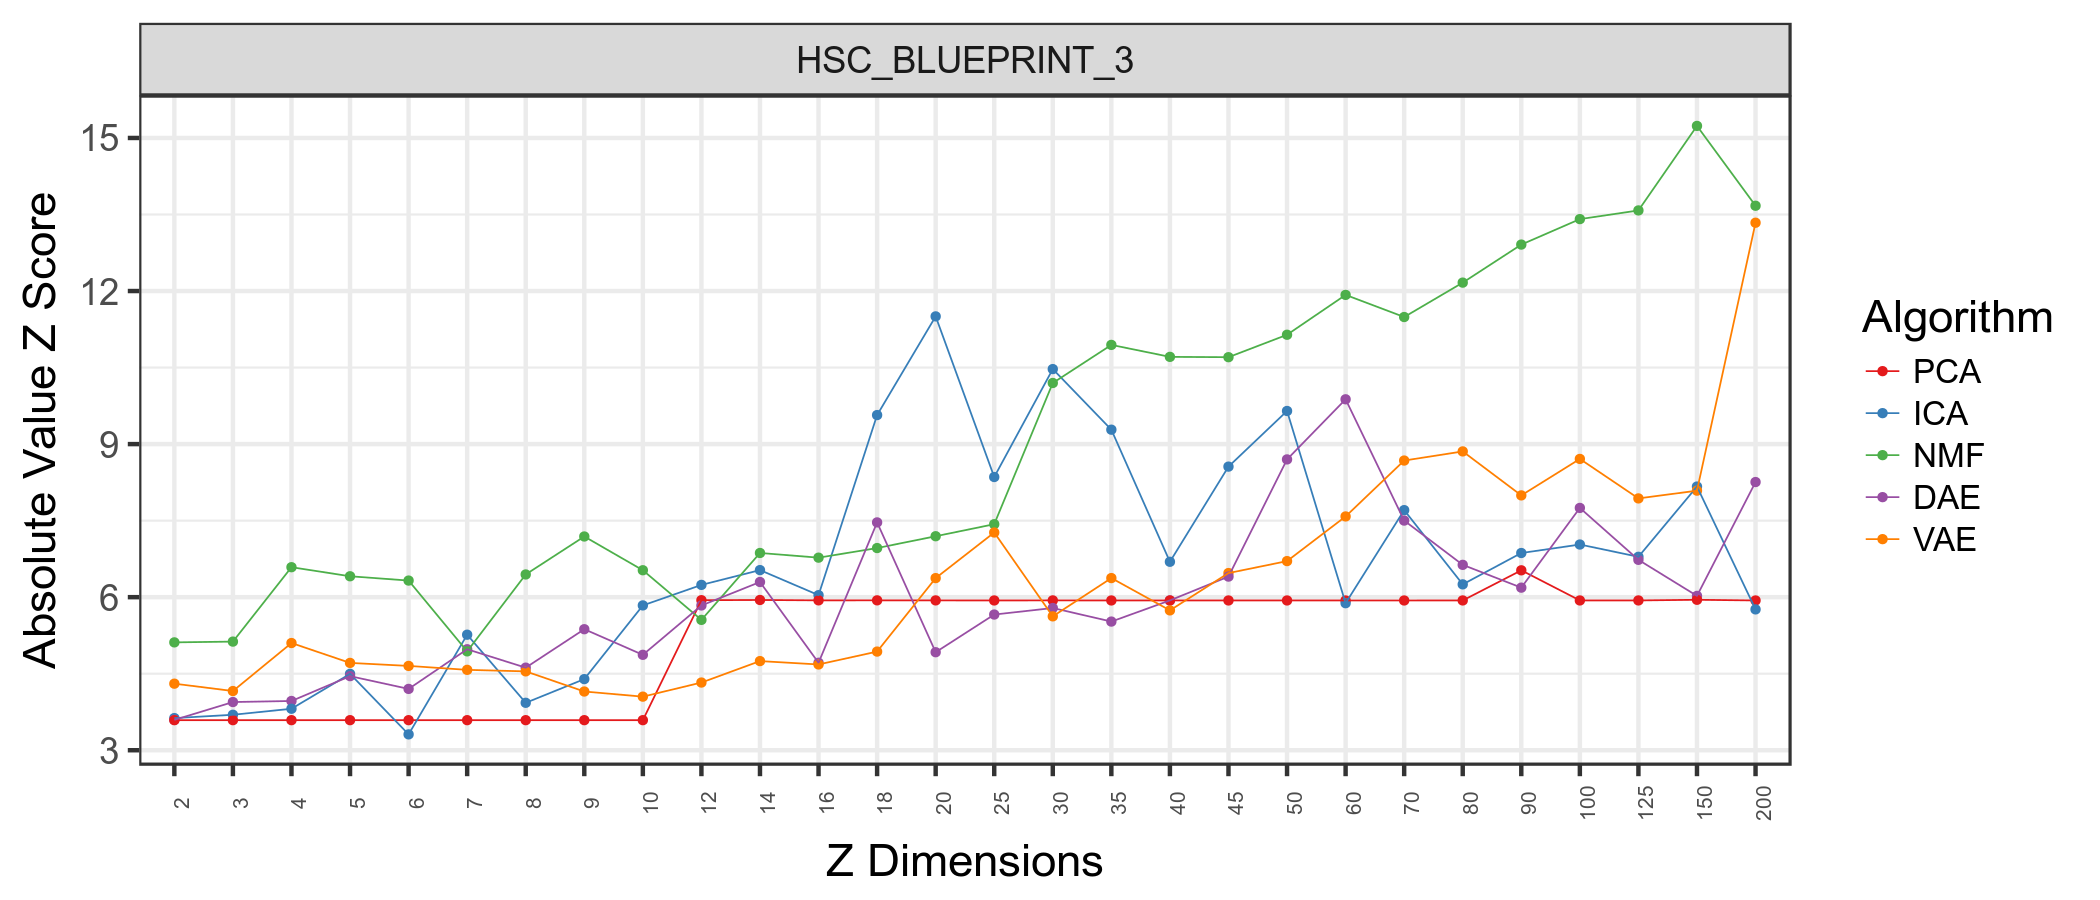 HSC_BLUEPRINT_3
15
12
9
6
3
Absolute Value Z Score
2 3 4 5 6 7 8 9 10 12 14 16 18 20 25 30 35 40 45 50 60 70 80 90 100 125 150 200
Z Dimensions
Algorithm
PCA
ICA
NMF
DAE
VAE